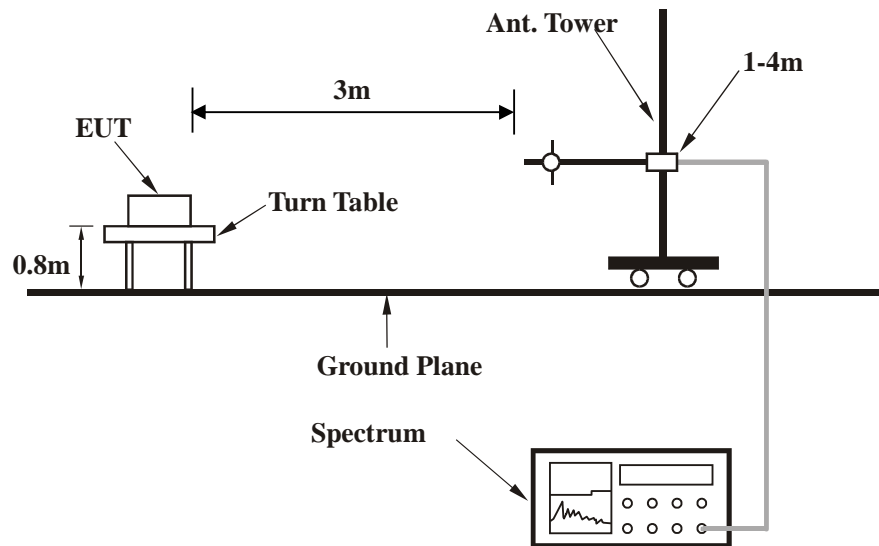 Ant. Tower
1-4m
3m
EUT
Turn Table
0.8m
Ground Plane
Spectrum